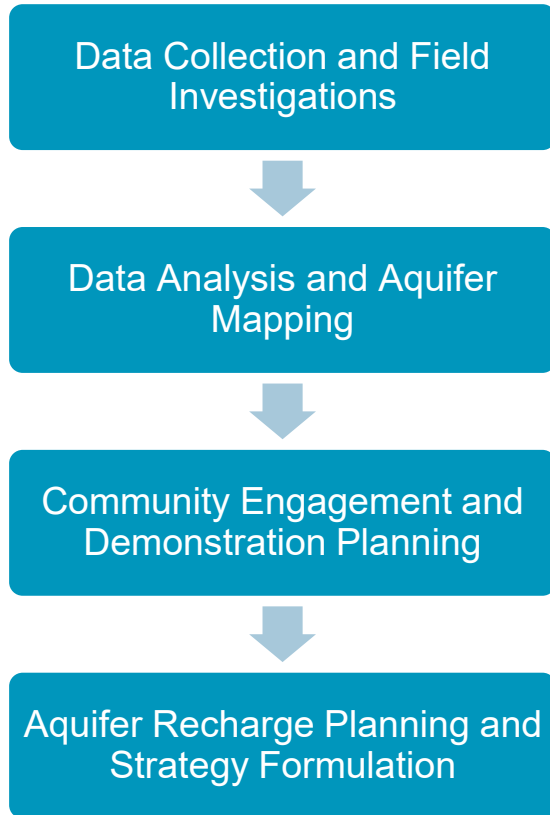 Data Collection and Field
Investigations
Data Analysis and Aquifer
Mapping
Community Engagement and
Demonstration Planning
Aquifer Recharge Planning and
Strategy Formulation